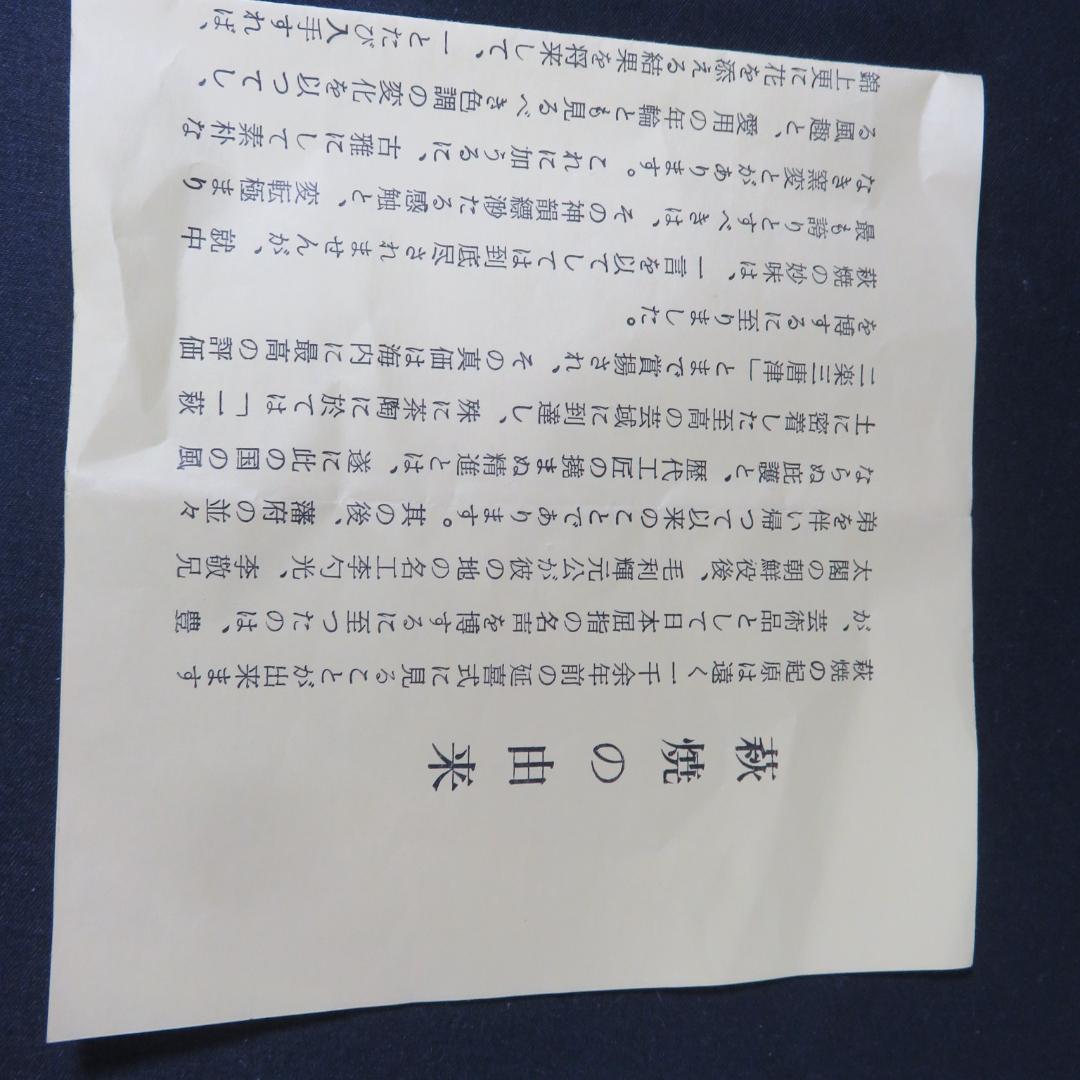 萩焼の由来
萩焼の起原は遠く一千余年前の延喜式に見ることが出来ます
が、芸術品として日本屈指の名声を博するに至つたのは、豊
太閤の朝鮮役後、毛利輝元公が彼の地の名工李勺光、李敬兄
弟を伴い帰つて以来のことであります。其の後、藩府の並々
ならぬ庇護と、歴代工匠の撓まぬ精進とは、遂に此の国の風
土に密着した至高の芸域に到達し、殊に茶陶に於ては「一萩
二楽三唐津」とまで賞揚され、その真価は海内に最高の評価
を博するに至りました。
萩焼の妙味は、一言を以てしては到底尽されませんが、就中
最も誇りとすべきは、その神韻縹渺たる感触と、変転極まり
なき窯変とがあります。これに加うるに、古雅にして素朴な
る風趣と、愛用の年輪とも見るべき色調の変化を以つてし、
錦上更に花を添える結果を将来して、一とたび入手すれば、